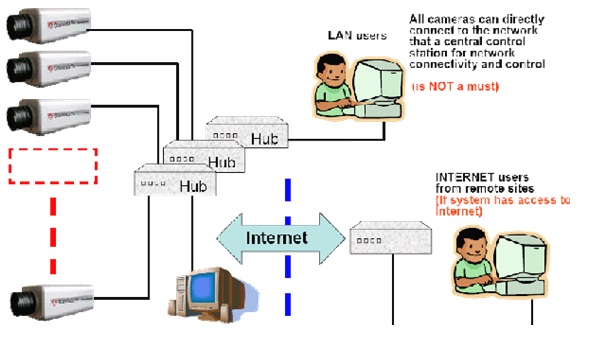 LAN users
All cameras can directly
connect to the network
that a central control
station for network
connectivity and control
(is NOT a must)
Hub
Hub
Hub
INTERNET users
from remote sites
(If system has access to
Internet)
Internet